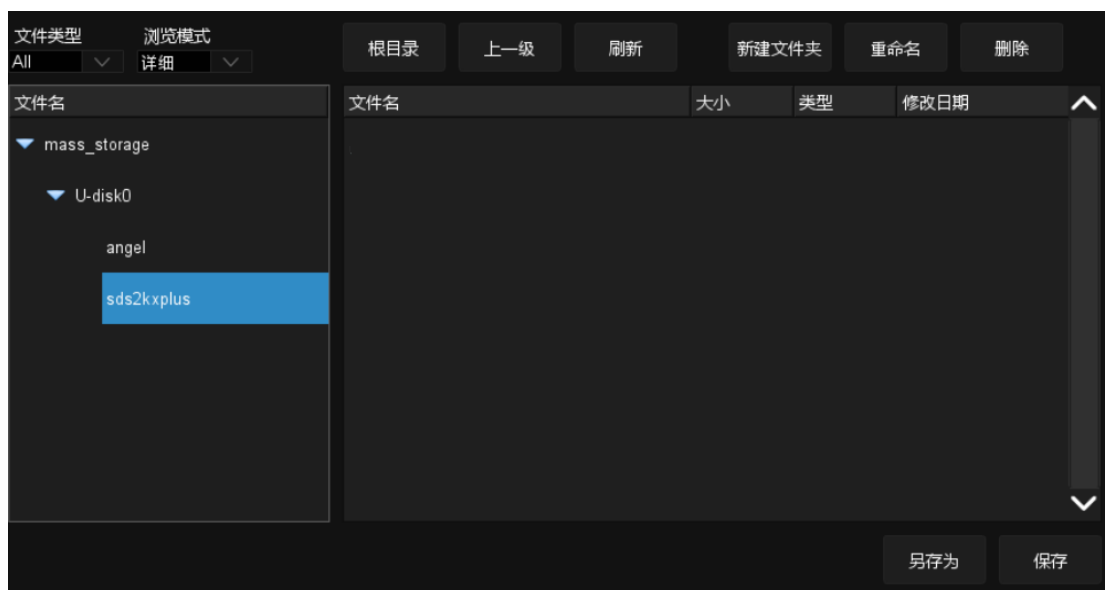 文件类型 浏览模式
All 详细
根目录 上一级 刷新 新建文件夹 重命名 删除
文件名
mass_storage
U-disk0
angel
sds2kxplus
文件名 大小 类型 修改日期
另存为 保存